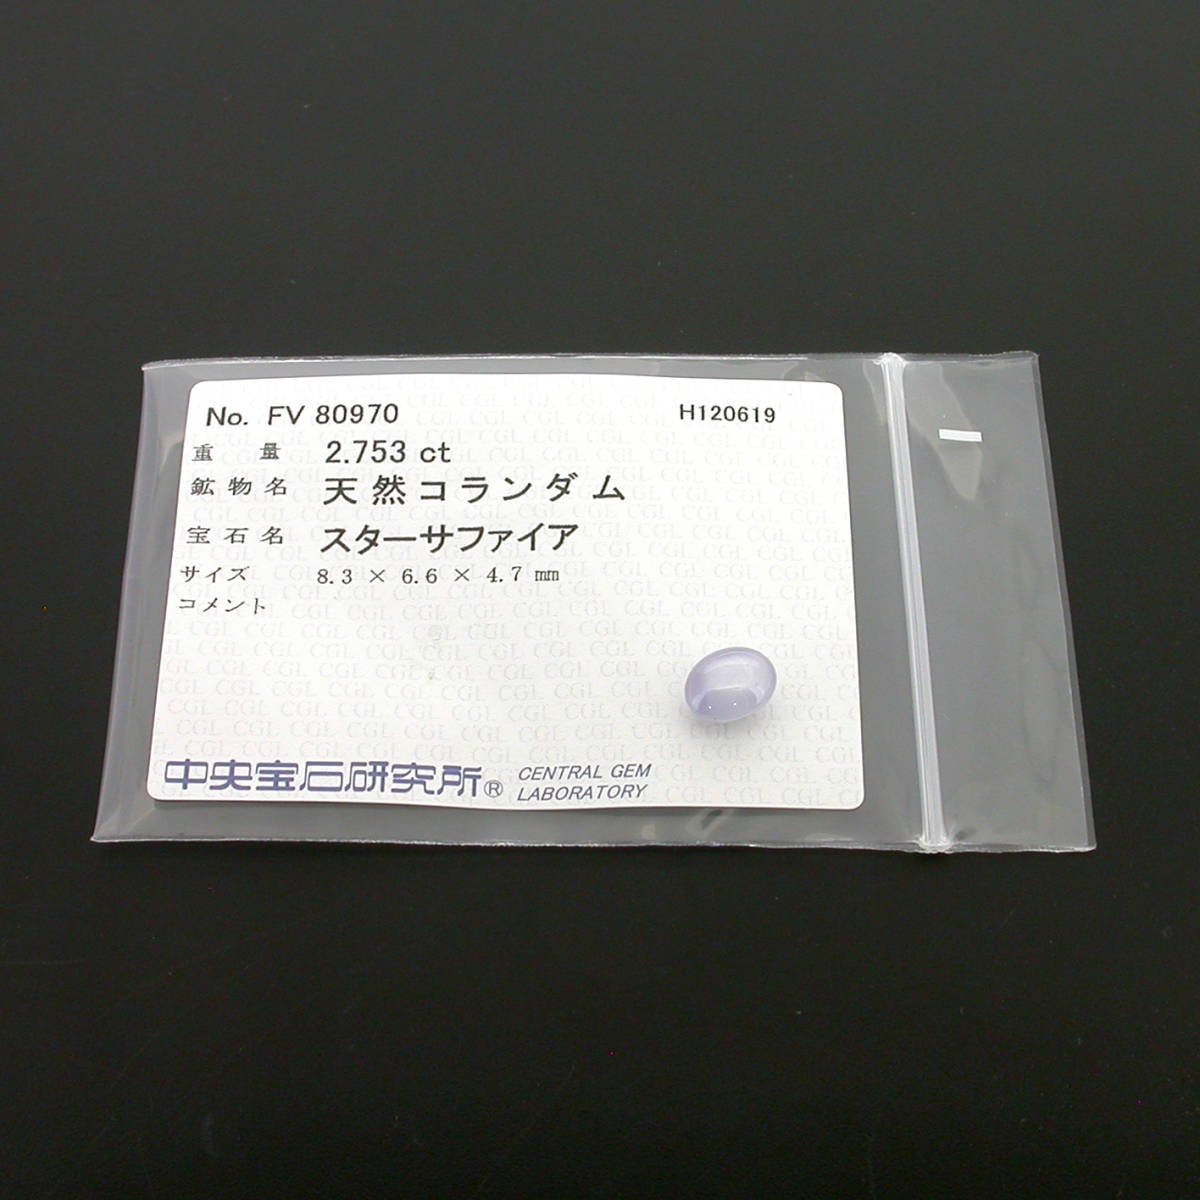 No. FV 80970 H120619
重量 2.753 ct
鉱物名 天然コランダム
宝石名 スターサファイア
サイズ 8.3 × 6.6 × 4.7 ㎜
コメント
中央宝石研究所® CENTRAL GEM
LABORATORY